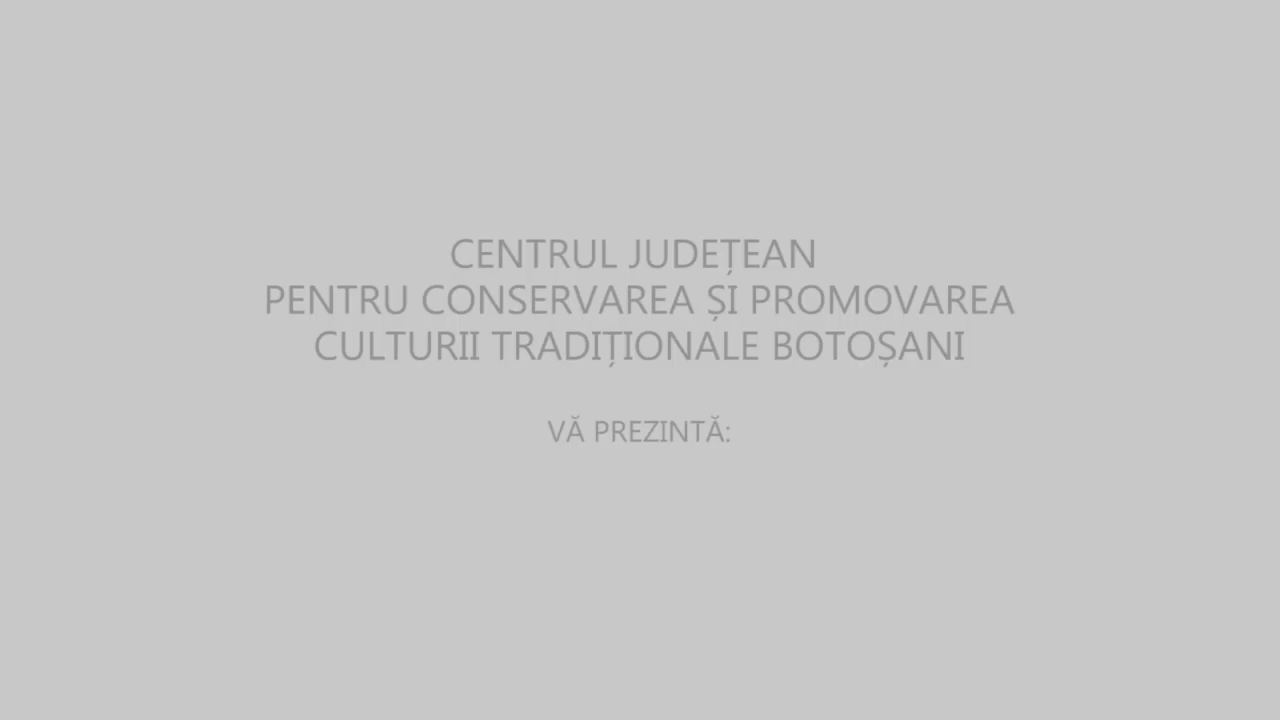 CENTRUL JUDEȚEAN
PENTRU CONSERVAREA ȘI PROMOVAREA
CULTURII TRADIȚIONALE BOTOȘANI
VĂ PREZINTĂ: